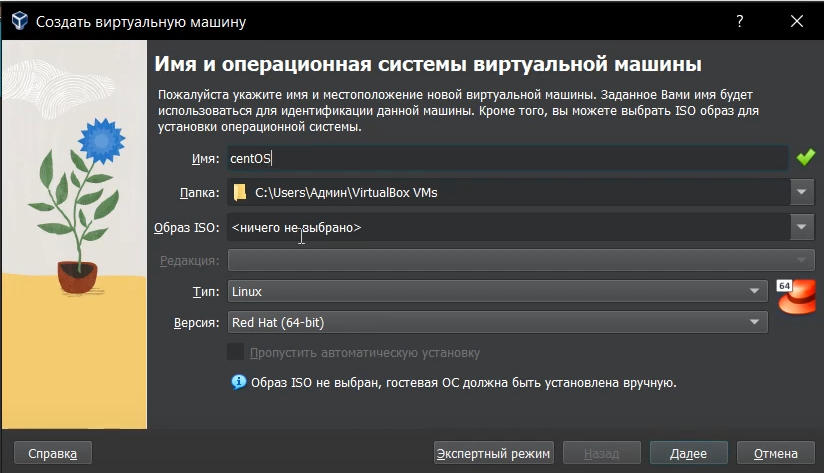 Создать виртуальную машину
?
Имя и операционная системы виртуальной машины
Пожалуйста укажите имя и местоположение новой виртуальной машины. Заданное Вами имя будет
использоваться для идентификации данной машины. Кроме того, вы можете выбрать ISO образ для
установки операционной системы.
Имя: centOS
Папка: C:\Users\Админ\VirtualBox VMs
Образ ISO: <ничего не выбрано>
Редакция:
64
Тип: Linux
Версия: Red Hat (64-bit)
Пропустить автоматическую установку
Образ ISO не выбран, гостевая ОС должна быть установлена вручную.
Справка Экспертный режим Назад Далее Отмена